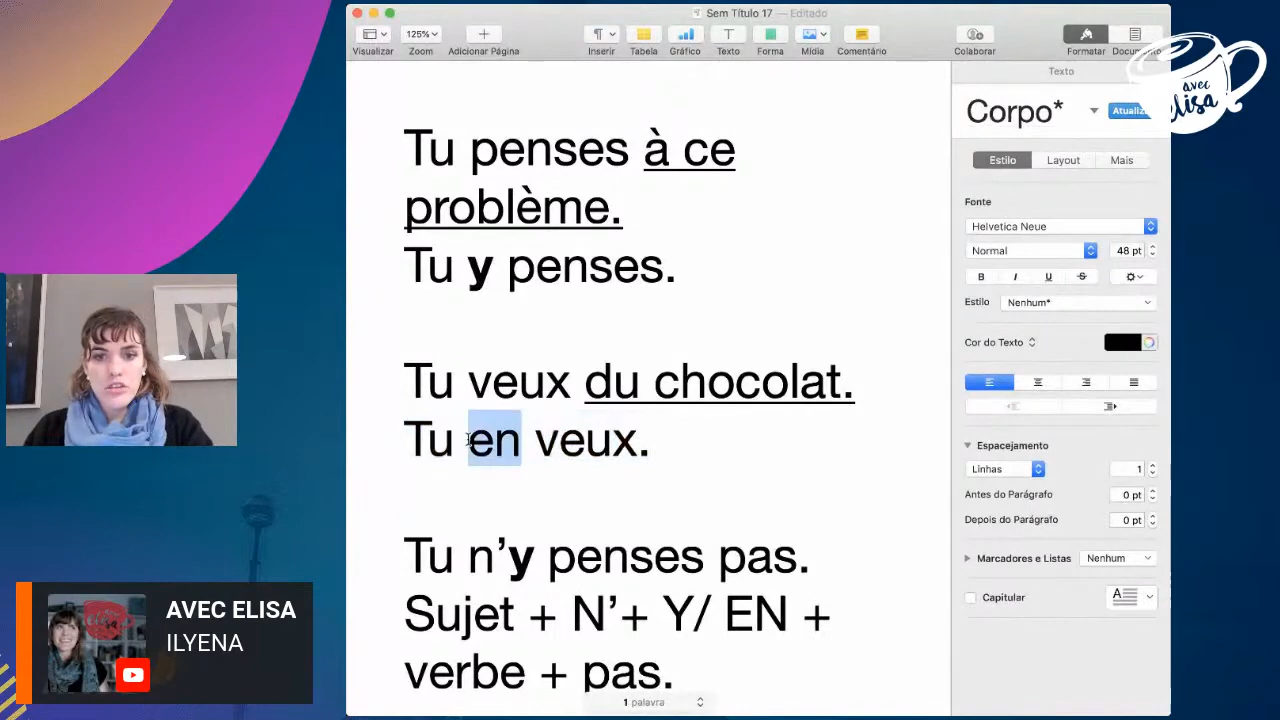 Sem Título 17 — Editado
Visualizar
125%
Zoom
Adicionar Página
Inserir
Tabela
Gráfico
Texto
Forma
Mídia
Comentário
Colaborar
Formatar
avec
elisa
Tu penses à ce
problème.
Tu y penses.
Tu veux du chocolat.
Tu en veux.
Tu n’y penses pas.
Sujet + N’+ Y/ EN +
verbe + pas.
1 palavra
Texto
Corpo*
Estilo
Layout
Mais
Fonte
Helvetica Neue
Normal
48 pt
B I U S
Estilo
Nenhum*
Cor do Texto
Espacejamento
Linhas
1
Antes do Parágrafo
0 pt
Depois do Parágrafo
0 pt
Marcadores e Listas
Nenhum
Capitular
AVEC ELISA
ILYENA